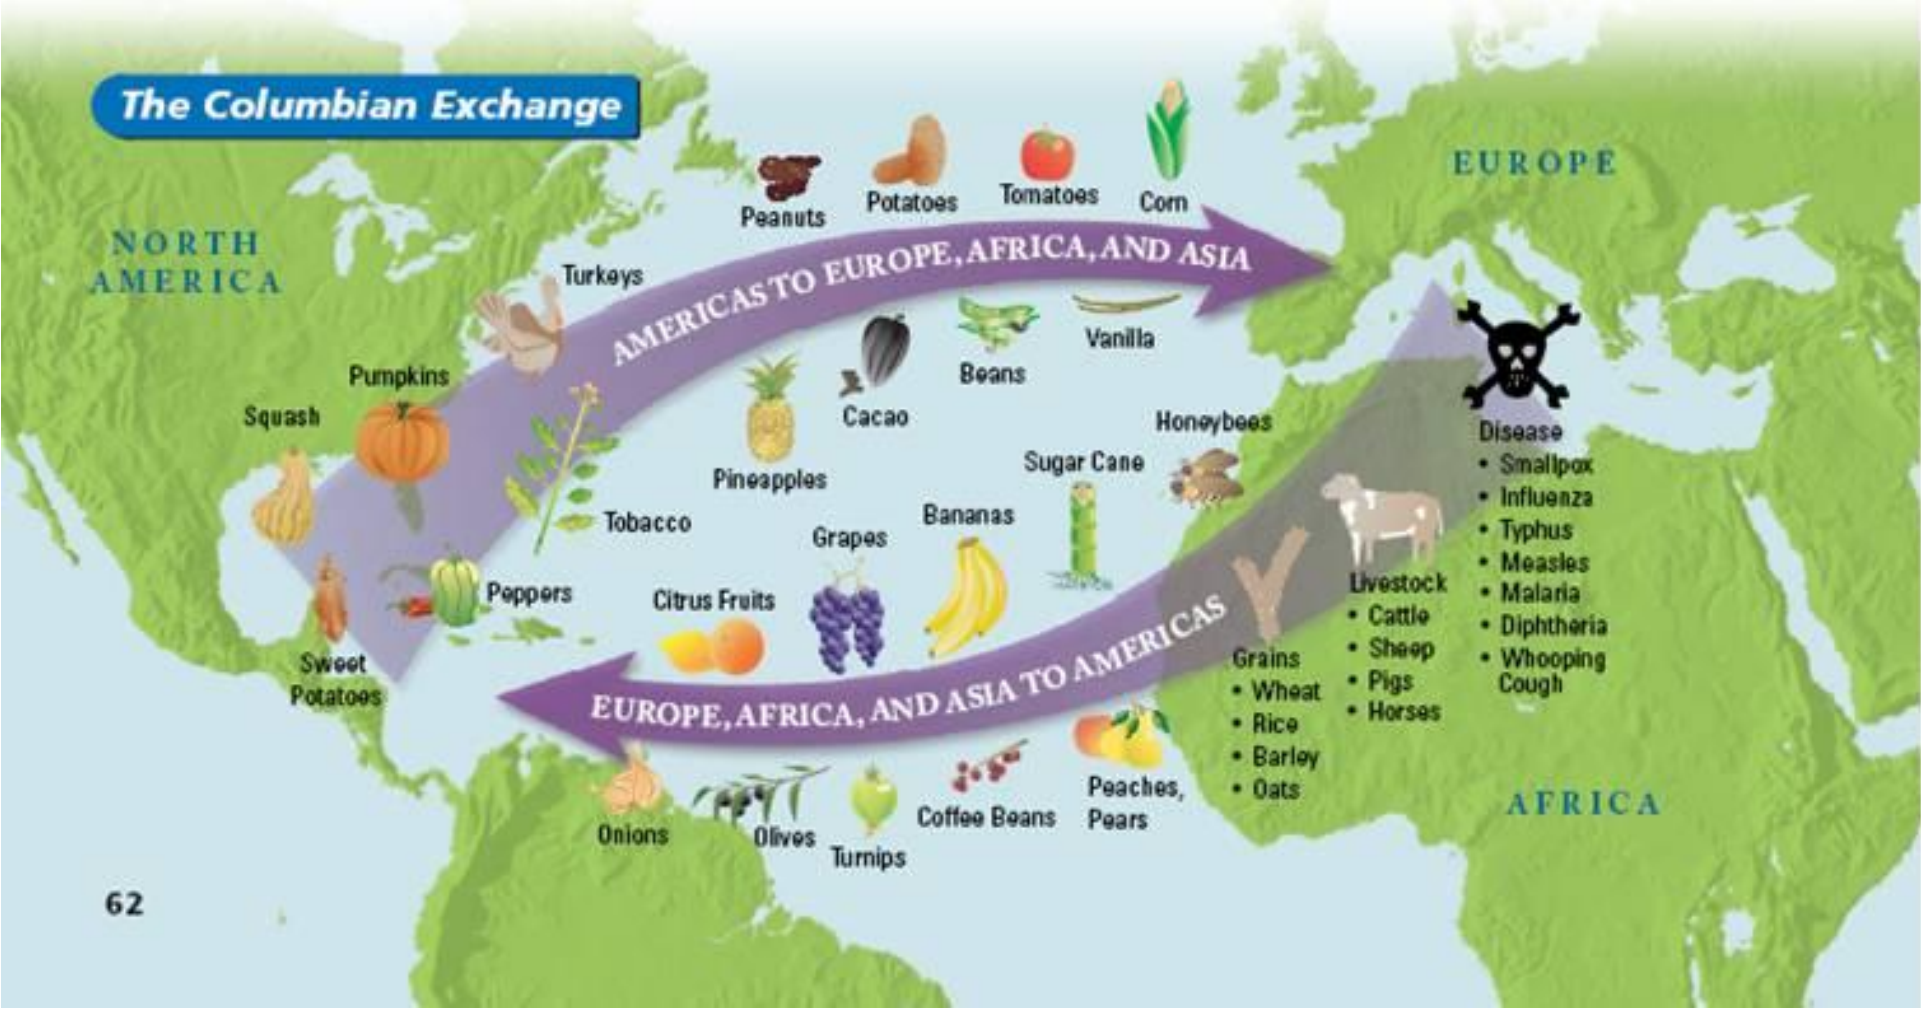 The Columbian Exchange
NORTH
AMERICA
EUROPE
AFRICA
Peanuts
Potatoes
Tomatoes
Corn
AMERICAS TO EUROPE, AFRICA, AND ASIA
Turkeys
Pumpkins
Squash
Tobacco
Peppers
Sweet
Potatoes
Pineapples
Cacao
Beans
Vanilla
Honeybees
Sugar Cane
Bananas
Grapes
Citrus Fruits
EUROPE, AFRICA, AND ASIA TO AMERICAS
Onions
Olives
Turnips
Coffee Beans
Peaches,
Pears
Grains
• Wheat
• Rice
• Barley
• Oats
Livestock
• Cattle
• Sheep
• Pigs
• Horses
Disease
• Smallpox
• Influenza
• Typhus
• Measles
• Malaria
• Diphtheria
• Whooping
Cough
62